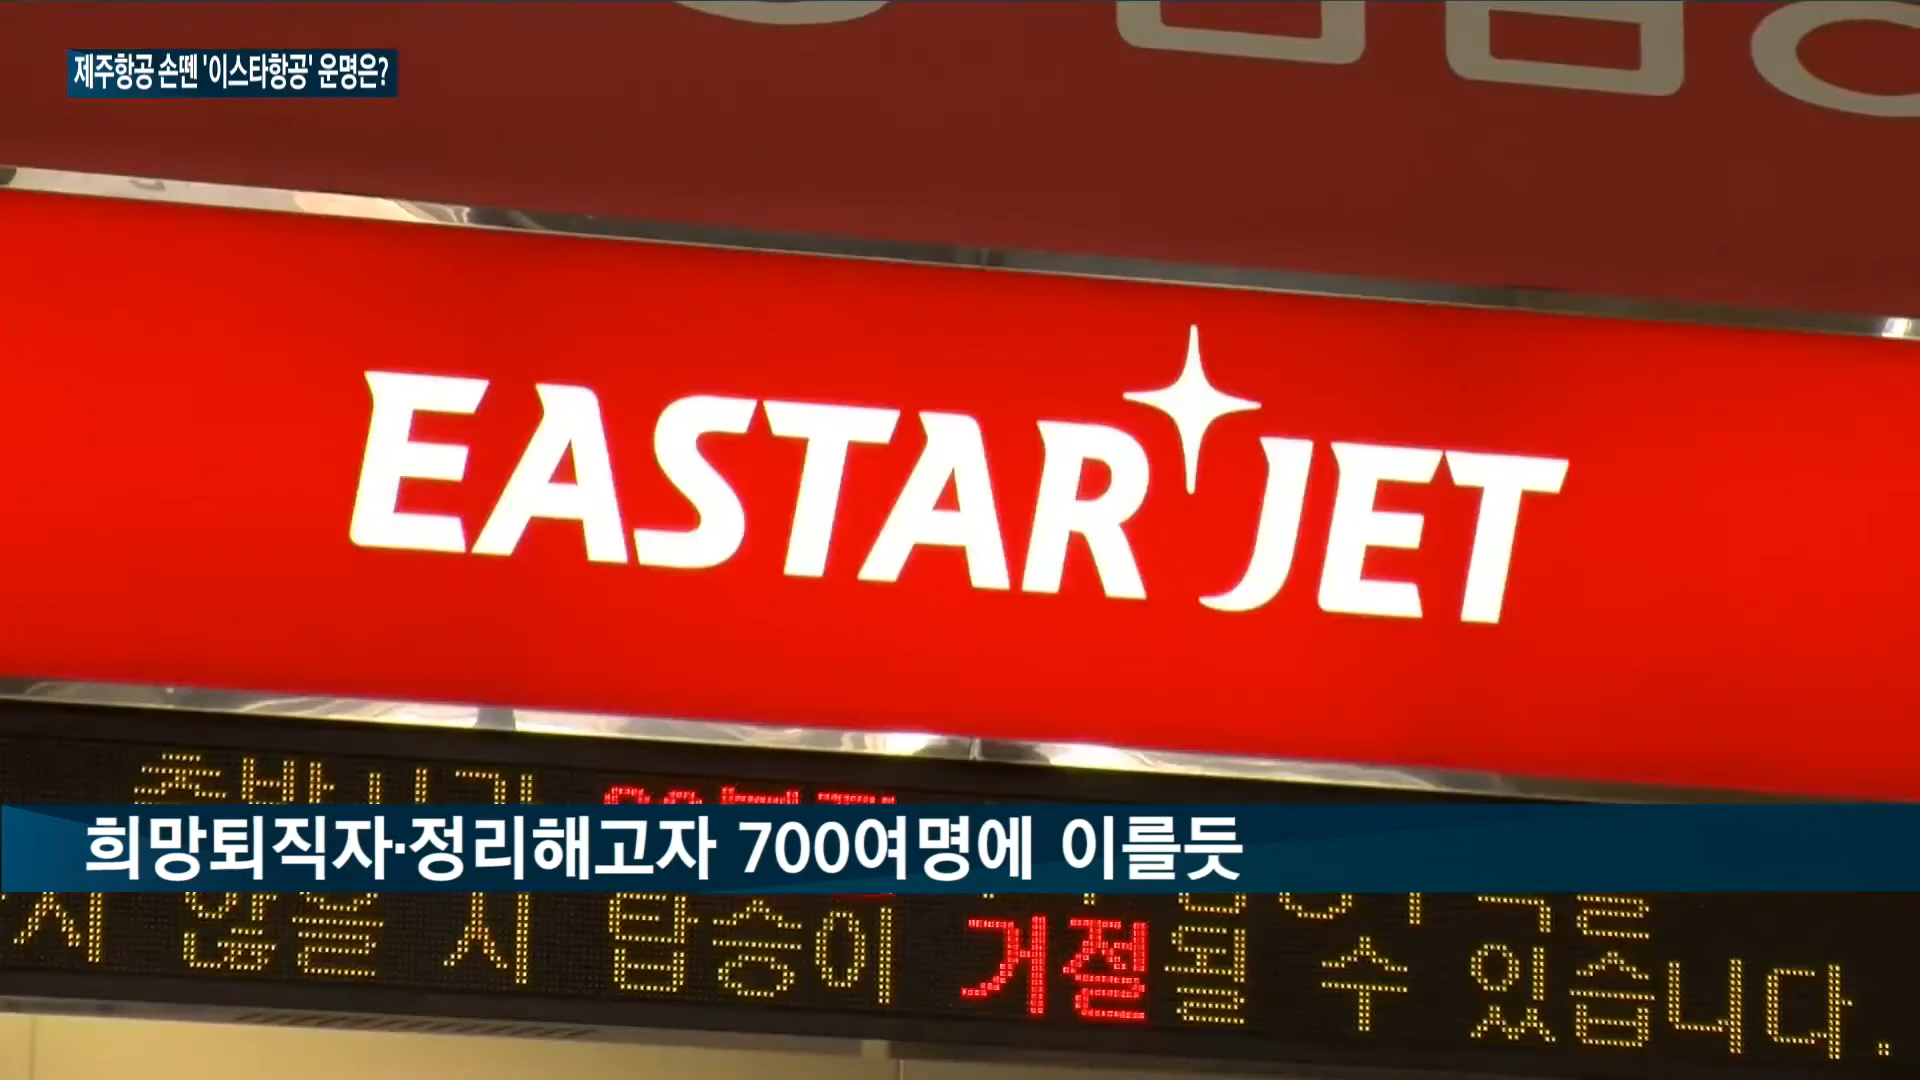 제주항공 손뗀 '이스타항공' 운명은?
EASTAR JET
희망퇴직자·정리해고자 700여명에 이를듯
않을 시 탑승이 거절될 수 있습니다.